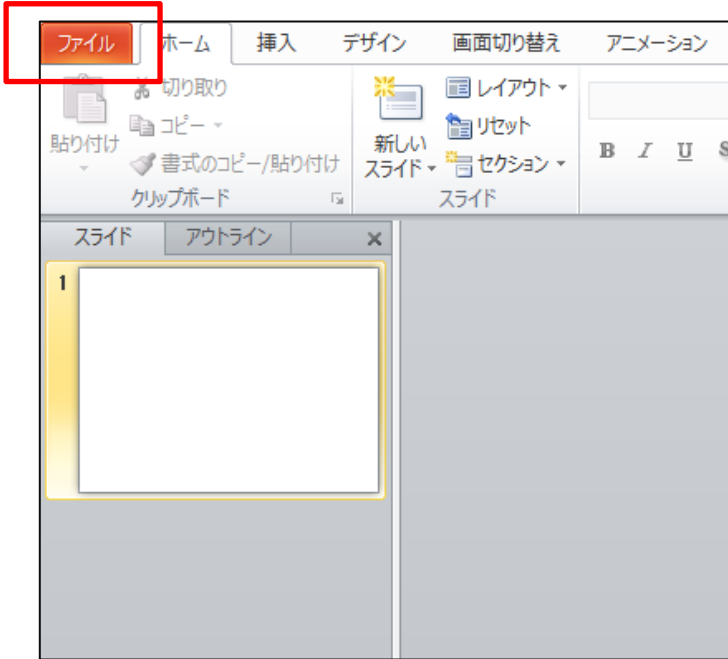 ファイル ホーム 挿入 デザイン 画面切り替え アニメーション
貼り付け
切り取り
コピー
書式のコピー/貼り付け
クリップボード
新しい
スライド
レイアウト
リセット
セクション
スライド
B I U S
スライド アウトライン
1